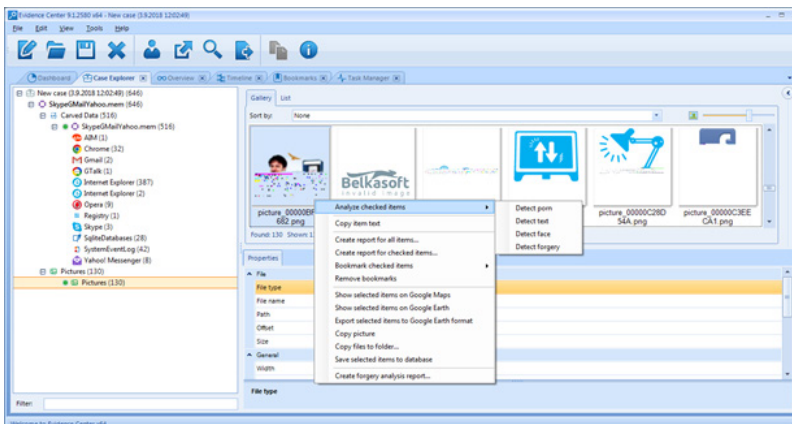 Evidence Center 9.1.2580 x64 - New case (3.9.2018 12:02:49)
File Edit View Tools Help
Dashboard Case Explorer Overview Timeline Bookmarks Task Manager
New case (3.9.2018 12:02:49) (646)
SkypeGMailYahoo.mem (646)
Carved Data (516)
SkypeGMailYahoo.mem (516)
AIM (1)
Chrome (32)
Gmail (2)
GTalk (1)
Internet Explorer (387)
Internet Explorer (2)
Opera (9)
Registry (1)
Skype (3)
SqliteDatabases (28)
SystemEventLog (42)
Yahoo! Messenger (8)
Pictures (130)
Pictures (130)
Filter:
Gallery List
Sort by: None
Belkasoft
invalid image
682.png
picture_00000C28D
54A.png
picture_00000C3EE
CA1.png
Found: 130 Shown:
Analyze checked items
Copy item text
Create report for all items...
Create report for checked items...
Bookmark checked items
Remove bookmarks
Show selected items on Google Maps
Show selected items on Google Earth
Export selected items to Google Earth format
Copy picture
Copy files to folder...
Save selected items to database
Create forgery analysis report...
Detect porn
Detect text
Detect face
Detect forgery
Properties
File
File type
File name
Path
Offset
Size
General
Width
File type
Welcome to Evidence Center x64